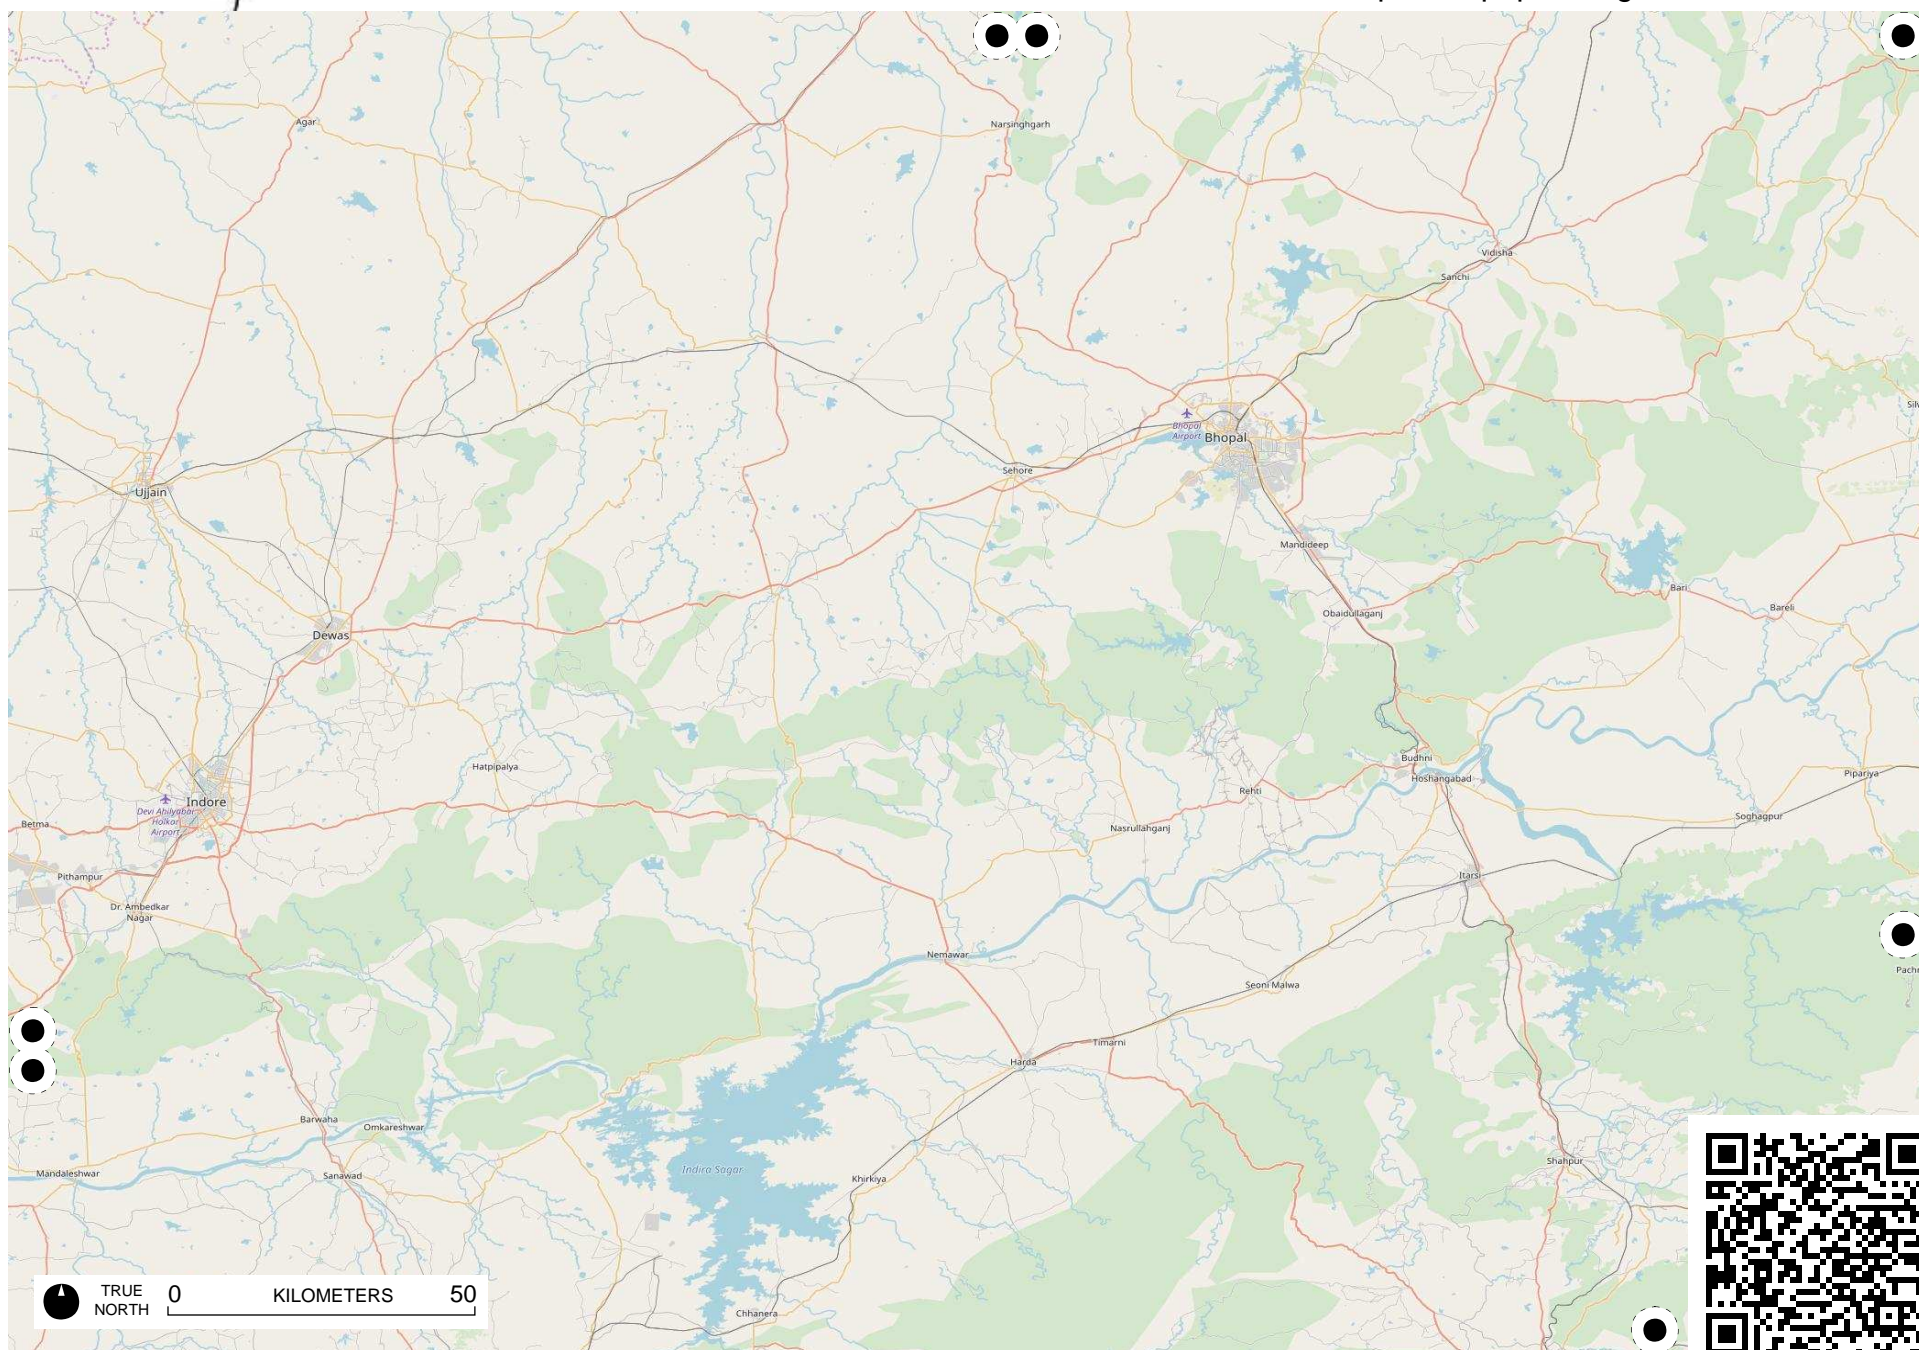 Agar
Narsinghgarh
Vidisha
Sanchi
Bhopal
Airport
Bhopal
Sehore
Ujjain
Mandideep
Bari
Bareli
Obaidullaganj
Dewas
Budhni
Hoshangabad
Hatpipalya
Pipariya
Rehti
Indore
Devi Ahilyabai
Holkar
Airport
Betma
Soghagpur
Nasrullahganj
Pithampur
Itarsi
Dr. Ambedkar
Nagar
Nemawar
Seoni Malwa
Timarni
Harda
Barwaha
Omkareshwar
Mandaleshwar
Sanawad
Indira Sagar
Khirkiya
Shahpur
TRUE
NORTH
0 KILOMETERS 50
Chhanera